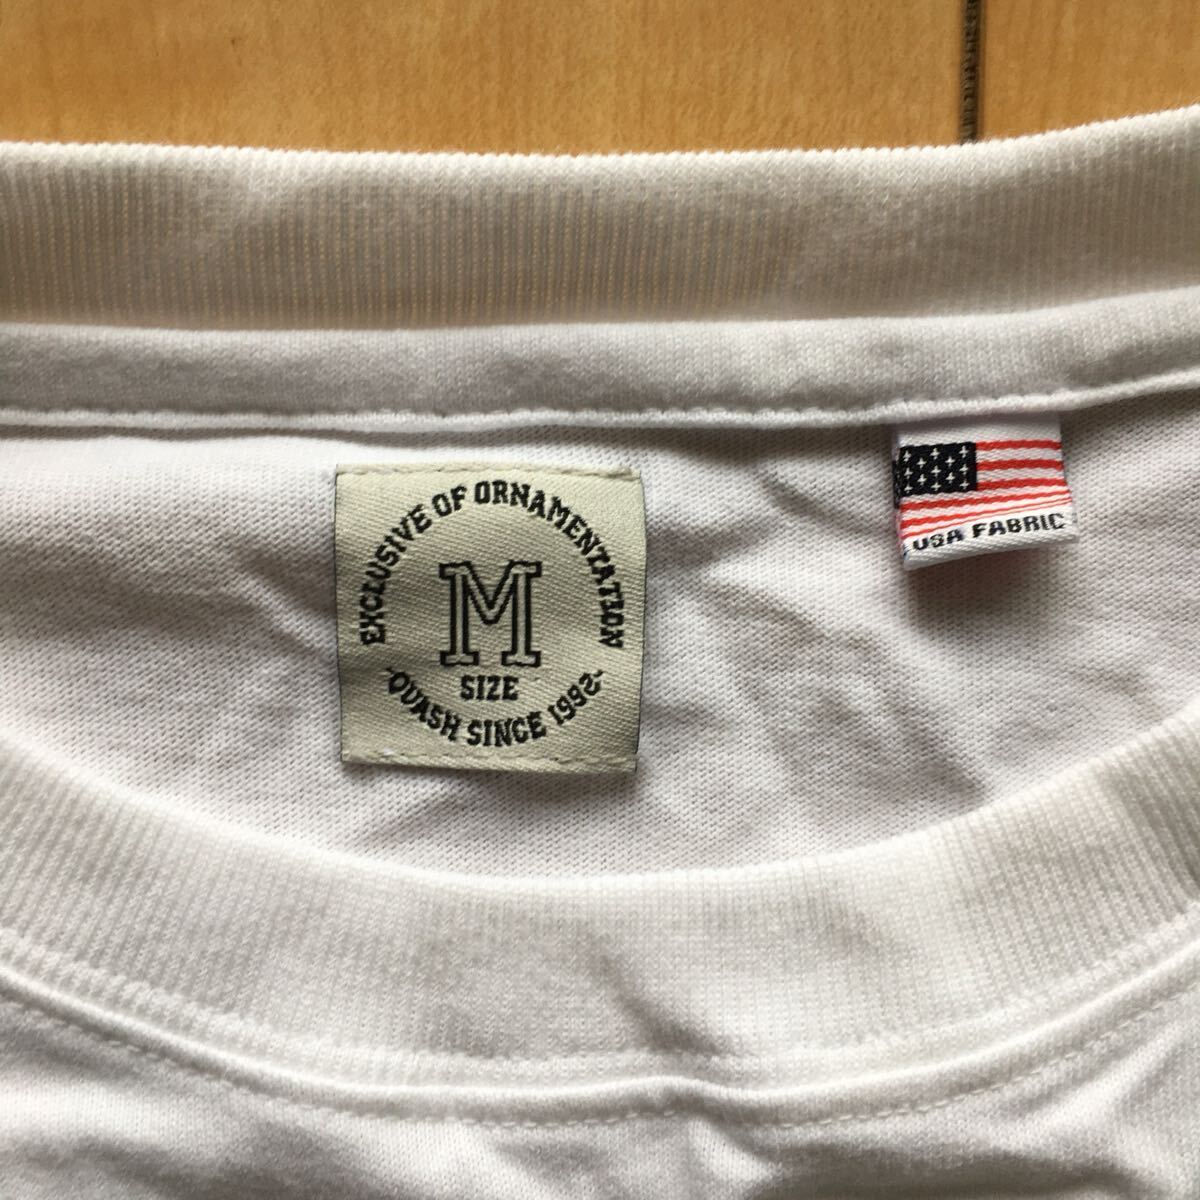 EXCLUSIVE OF ORNAMENTATION
M
SIZE
-QUASH SINCE 1992-
USA FABRIC